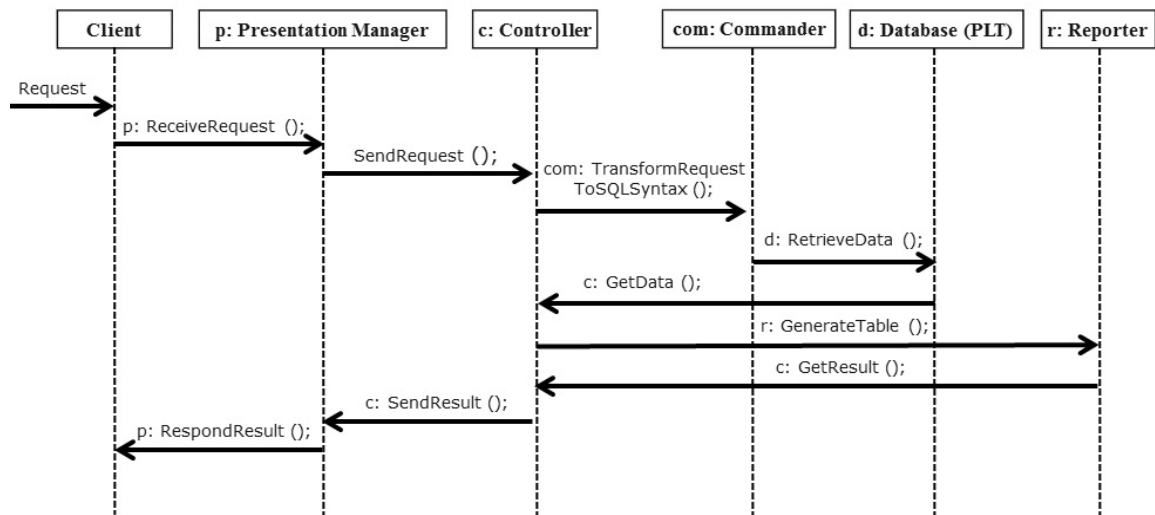 Client
p: Presentation Manager
c: Controller
com: Commander
d: Database (PLT)
r: Reporter
Request
p: ReceiveRequest ();
SendRequest ();
com: TransformRequest
ToSQLSyntax ();
d: RetrieveData ();
c: GetData ();
r: GenerateTable ();
c: GetResult ();
c: SendResult ();
p: RespondResult ();